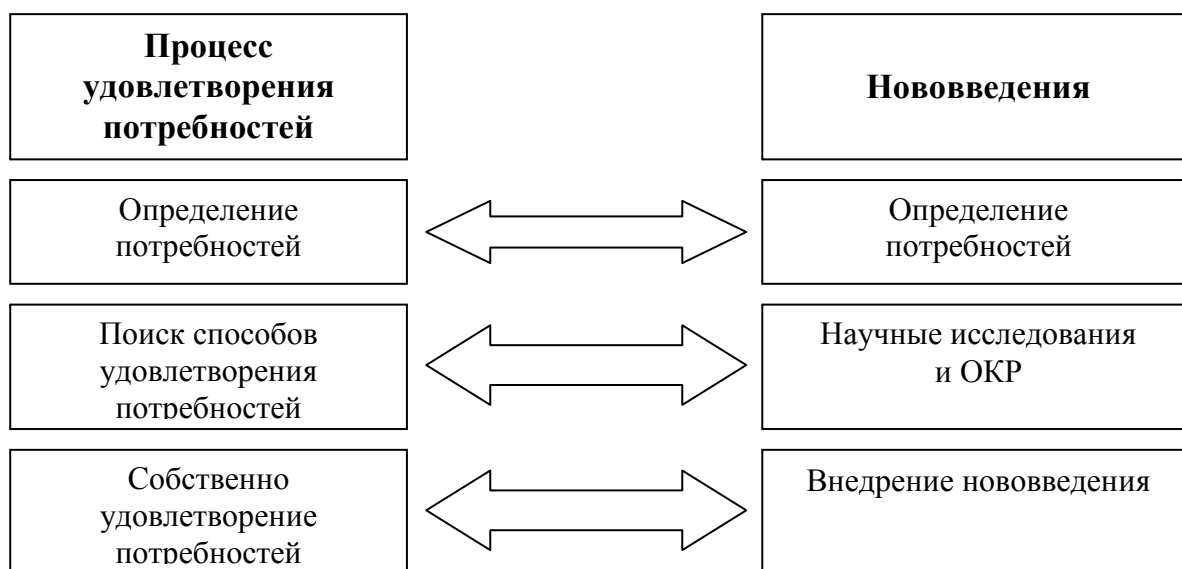 Процесс
удовлетворения
потребностей
Нововведения
Определение
потребностей
Определение
потребностей
Поиск способов
удовлетворения
потребностей
Научные исследования
и ОКР
Собственно
удовлетворение
потребностей
Внедрение нововведения